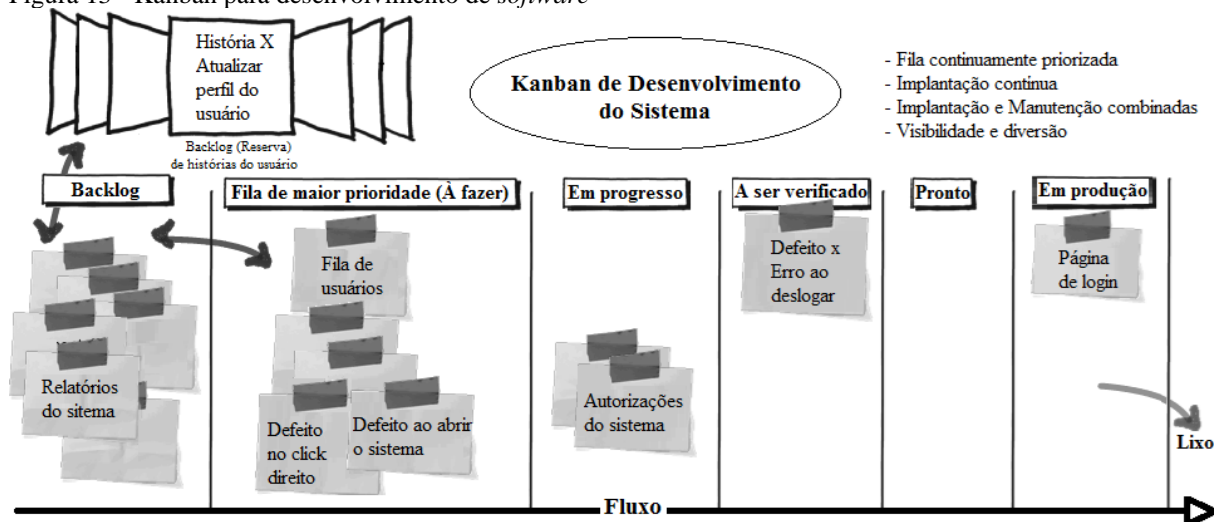 Figura 13 - Kanban para desenvolvimento de software
História X
Atualizar
perfil do
usuário
Backlog (Reserva)
de histórias do usuário
Kanban de Desenvolvimento
do Sistema
- Fila continuamente priorizada
- Implantação contínua
- Implantação e Manutenção combinadas
- Visibilidade e diversão
Backlog
Fila de maior prioridade (À fazer)
Em progresso
A ser verificado
Pronto
Em produção
Relatórios
do sitema
Fila de
usuários
Defeito
no click
direito
Defeito ao abrir
o sistema
Autorizações
do sistema
Defeito x
Erro ao
deslogar
Página
de login
Lixo
Fluxo